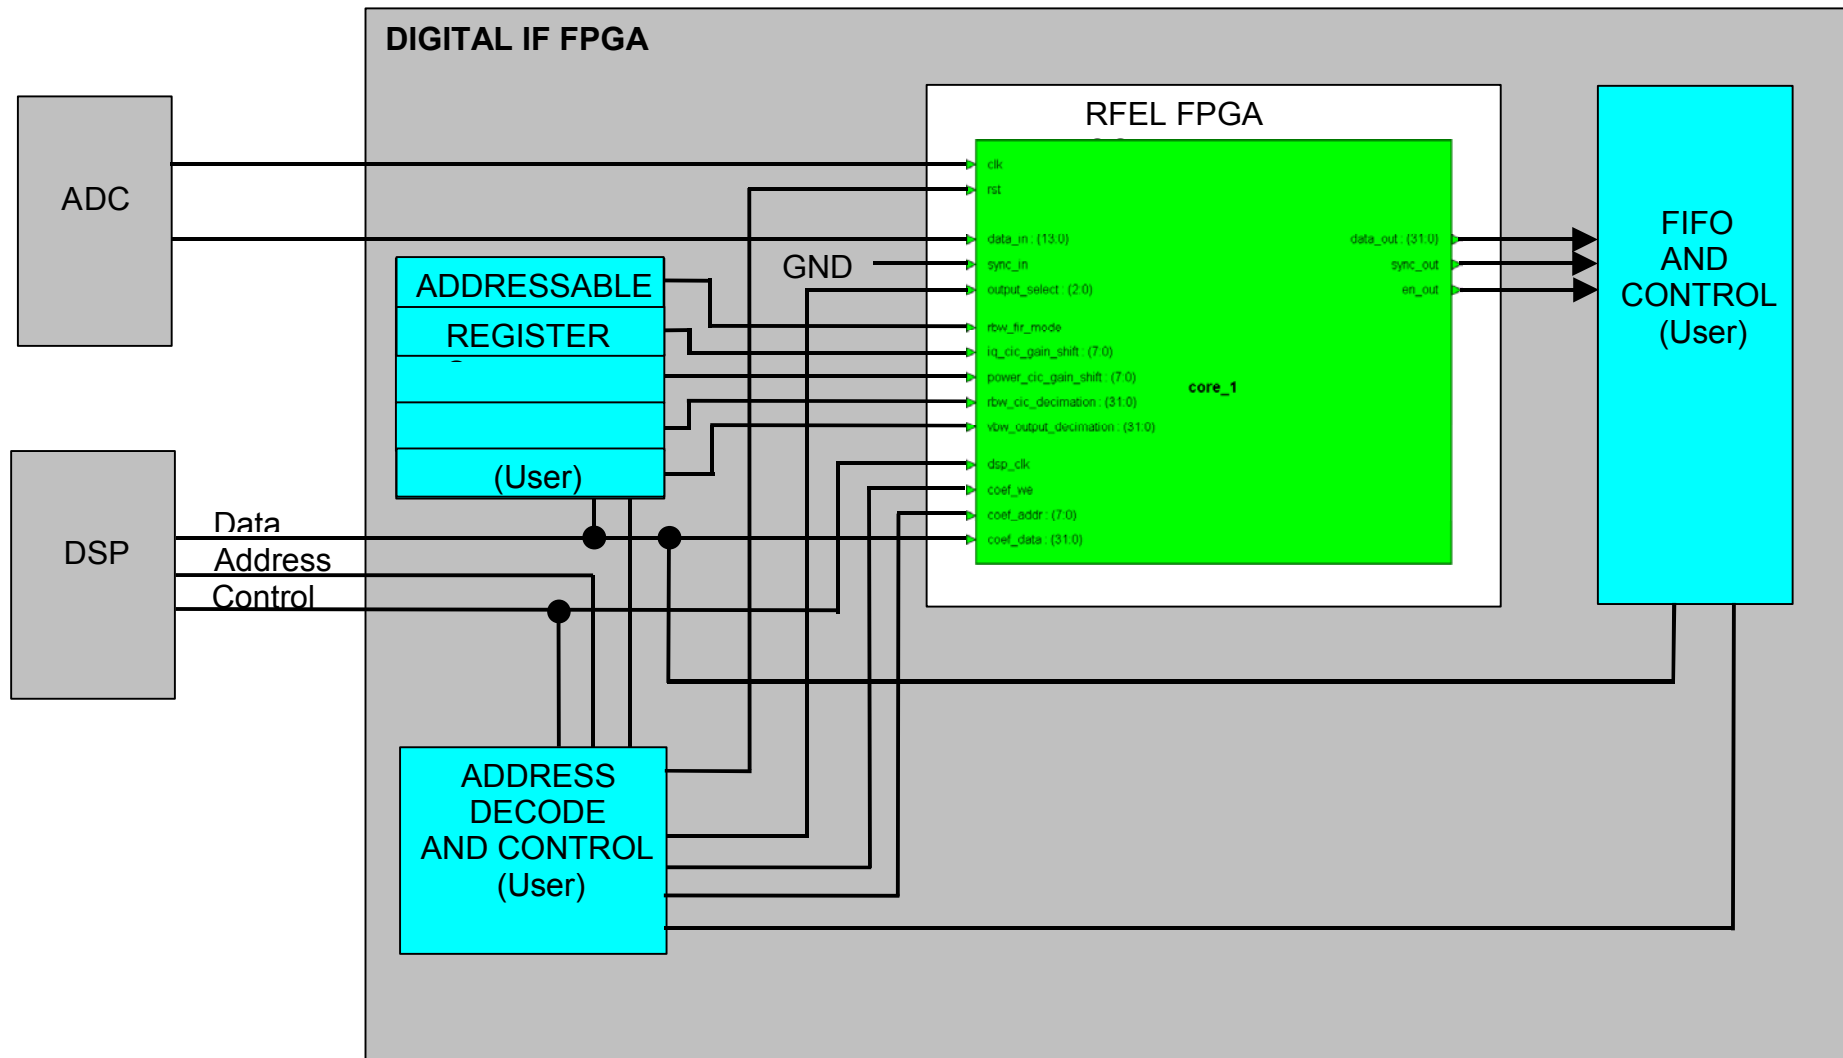 DIGITAL IF FPGA
ADC
DSP
Data
Address
Control
ADDRESSABLE
REGISTER
(User)
GND
RFEL FPGA
clk
rst
data_in : (13:0)
sync_in
output_select : (2:0)
rbw_fir_mode
iq_cic_gain_shift : (7:0)
power_cic_gain_shift : (7:0)
rbw_cic_decimation : (31:0)
vbw_output_decimation : (31:0)
dsp_clk
coef_we
coef_addr : (7:0)
coef_data : (31:0)
core_1
data_out : (31:0)
sync_out
en_out
FIFO
AND
CONTROL
(User)
ADDRESS
DECODE
AND CONTROL
(User)